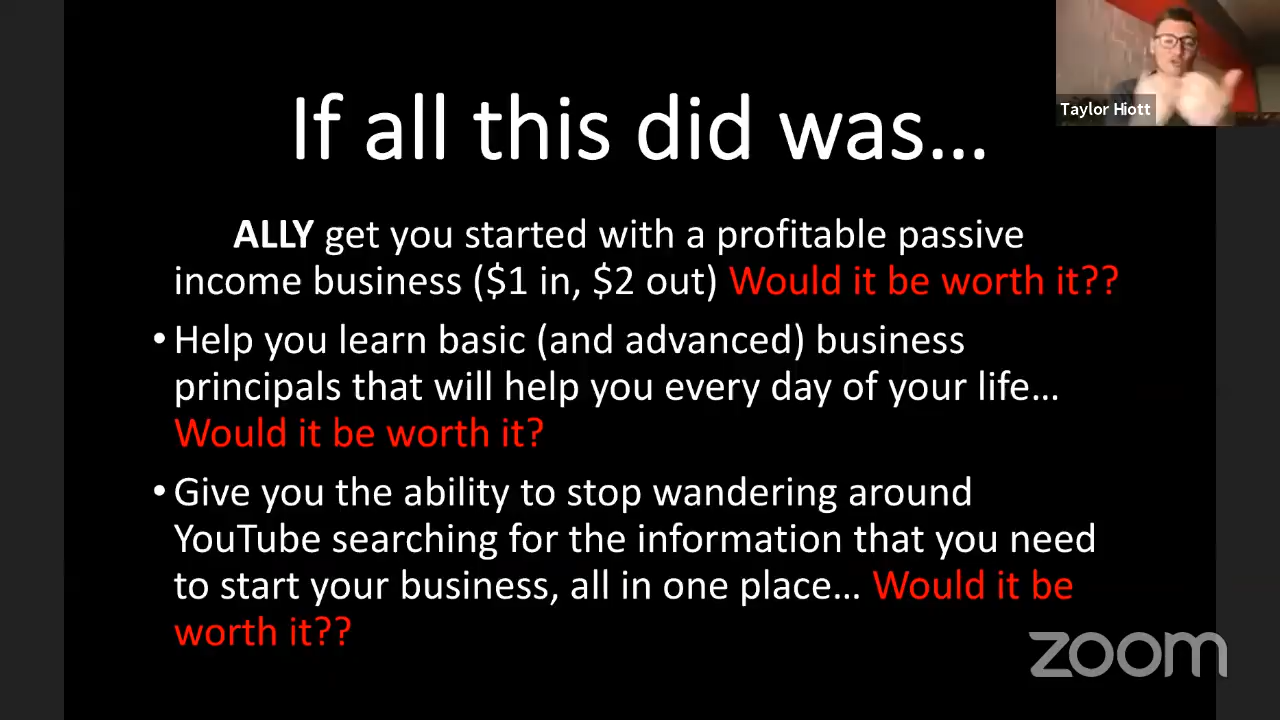 Taylor Hiott
If all this did was...
ALLY get you started with a profitable passive
income business ($1 in, $2 out) Would it be worth it??
• Help you learn basic (and advanced) business
principals that will help you every day of your life...
Would it be worth it?
• Give you the ability to stop wandering around
YouTube searching for the information that you need
to start your business, all in one place... Would it be
worth it??
zoom